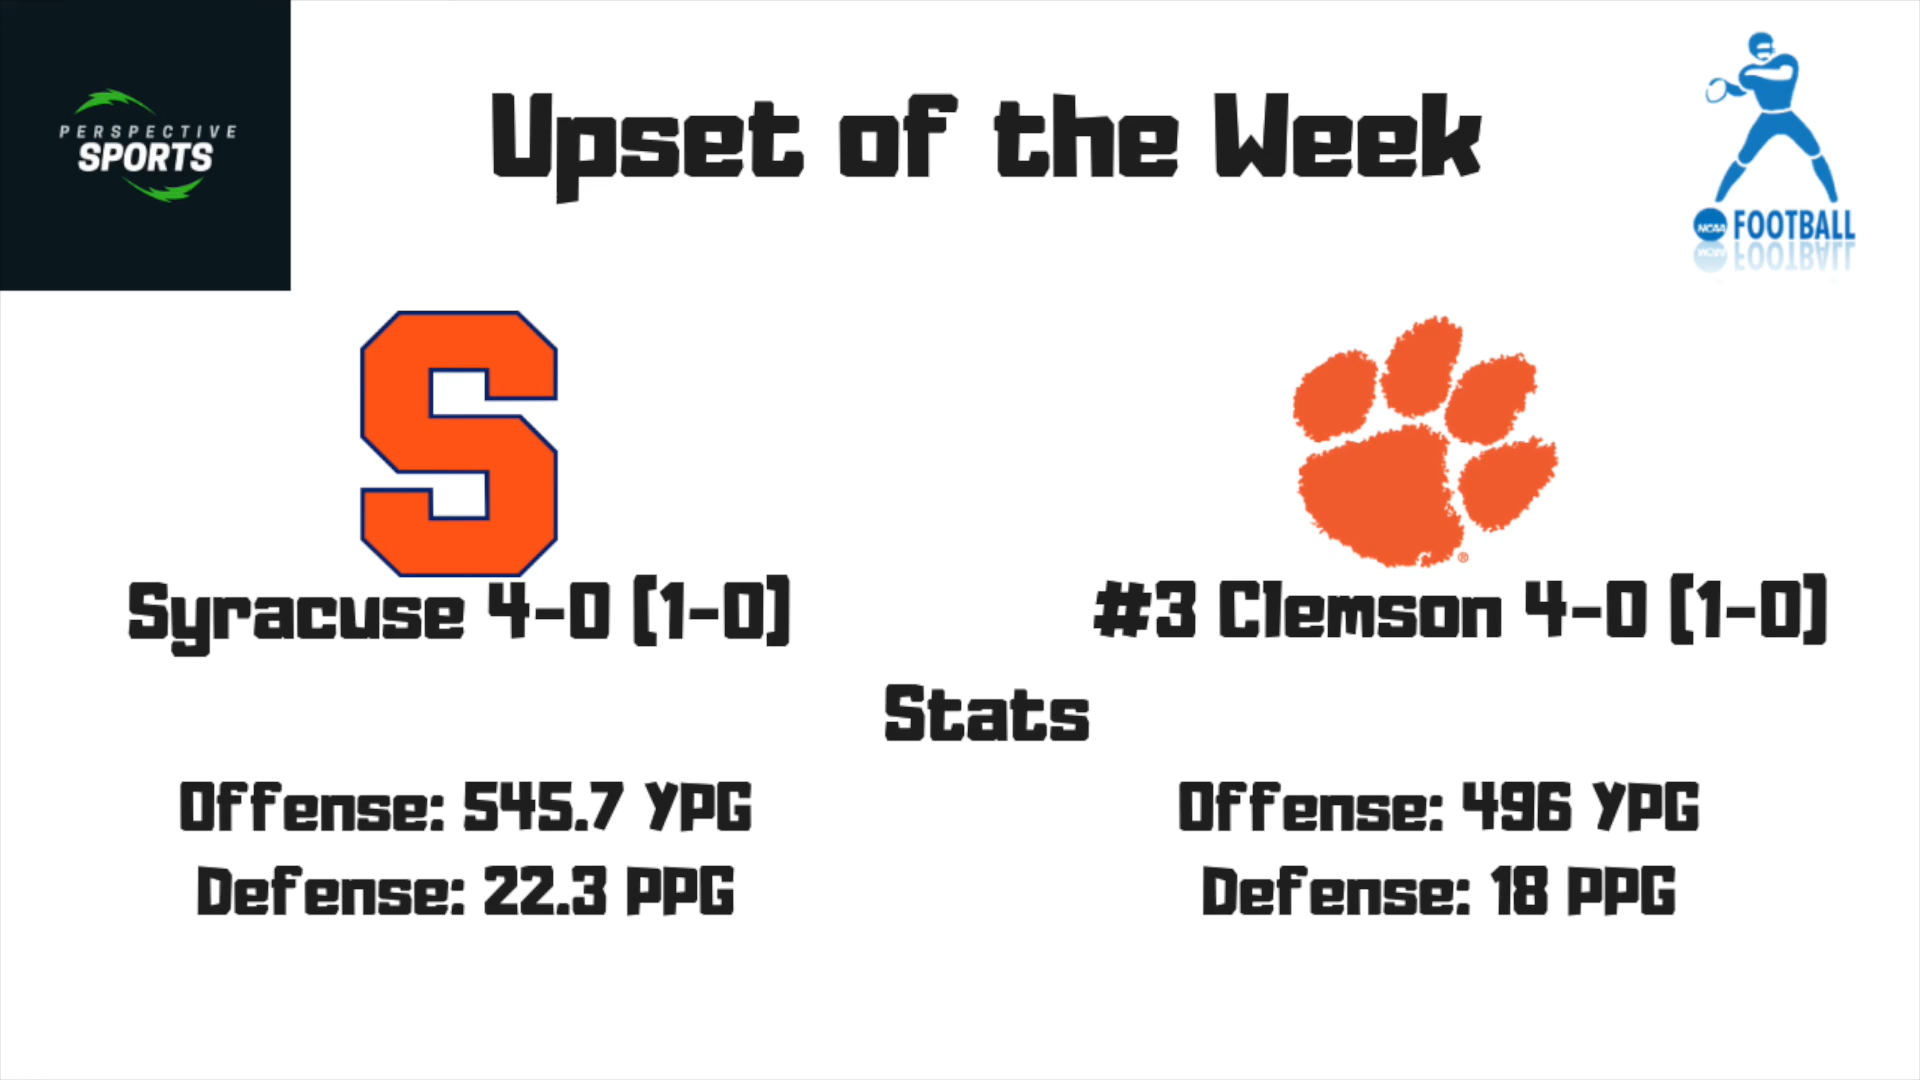 PERSPECTIVE
SPORTS
Upset of the Week
NCAA FOOTBALL
S
Syracuse 4-0 [1-0]
®
#3 Clemson 4-0 [1-0]
Stats
Offense: 545.7 YPG
Defense: 22.3 PPG
Offense: 496 YPG
Defense: 18 PPG